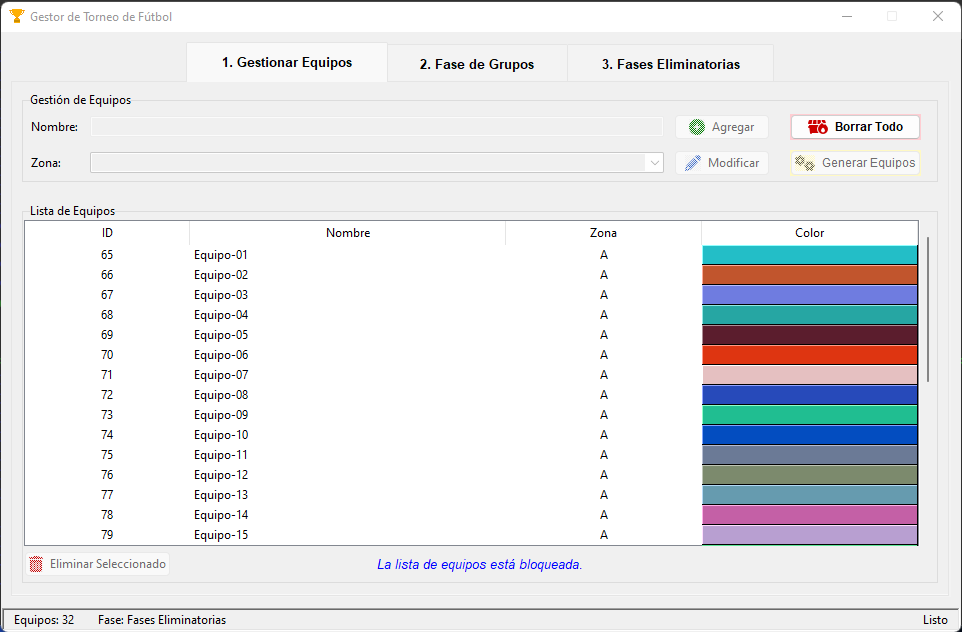 Gestor de Torneo de Fútbol
1. Gestionar Equipos 2. Fase de Grupos 3. Fases Eliminatorias
Gestión de Equipos
Nombre: Agregar Borrar Todo
Zona: Modificar Generar Equipos
Lista de Equipos
ID Nombre Zona Color
65 Equipo-01 A
66 Equipo-02 A
67 Equipo-03 A
68 Equipo-04 A
69 Equipo-05 A
70 Equipo-06 A
71 Equipo-07 A
72 Equipo-08 A
73 Equipo-09 A
74 Equipo-10 A
75 Equipo-11 A
76 Equipo-12 A
77 Equipo-13 A
78 Equipo-14 A
79 Equipo-15 A
Eliminar Seleccionado La lista de equipos está bloqueada.
Equipos: 32 Fase: Fases Eliminatorias Listo